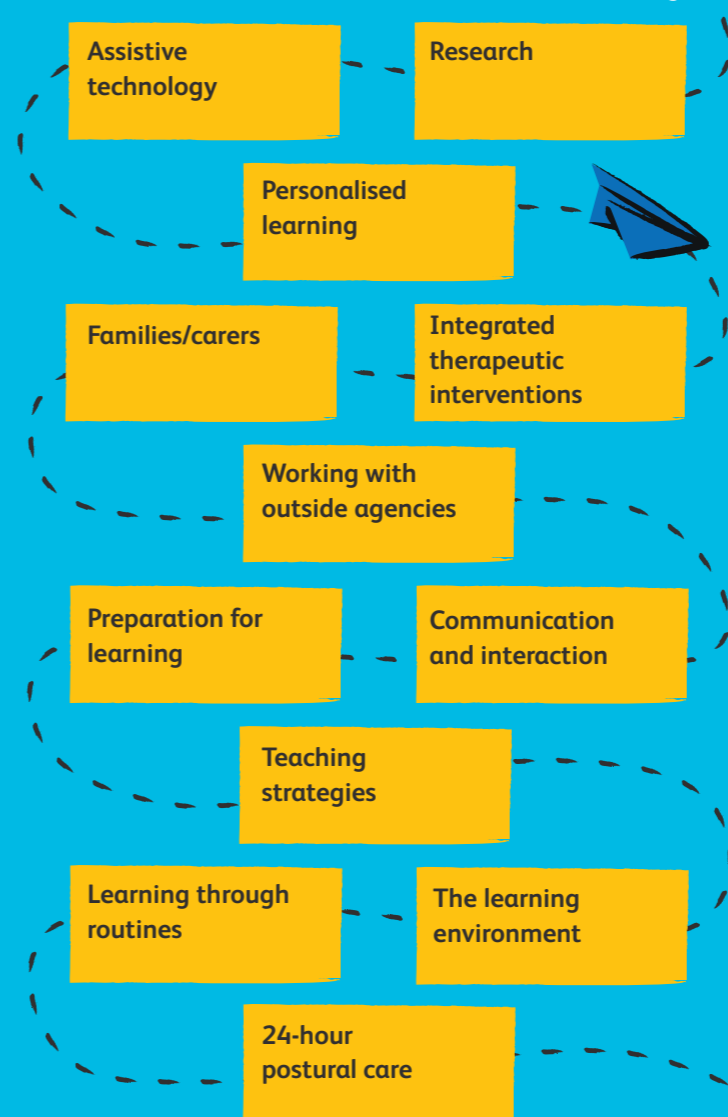 Assistive
technology
Research
Personalised
learning
Families/carers
Integrated
therapeutic
interventions
Working with
outside agencies
Preparation for
learning
Communication
and interaction
Teaching
strategies
Learning through
routines
The learning
environment
24-hour
postural care